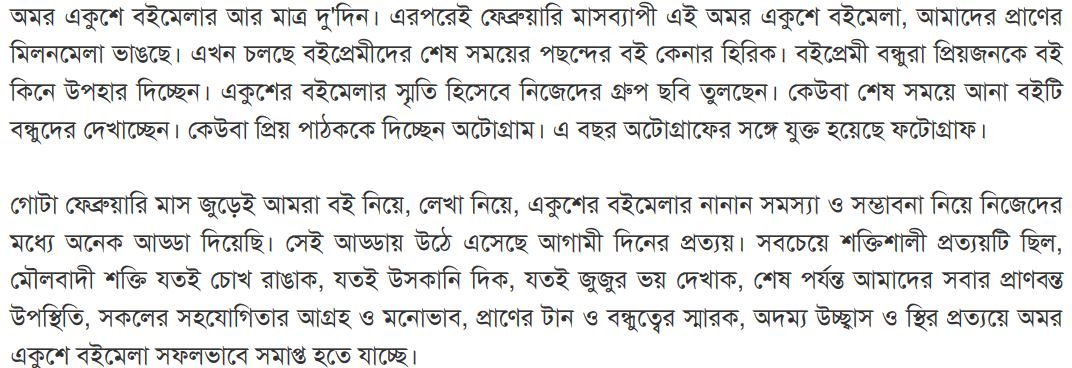 অমর একুশে বইমেলার আর মাত্র দু'দিন। এরপরেই ফেব্রুয়ারি মাসব্যাপী এই অমর একুশে বইমেলা, আমাদের প্রাণের
মিলনমেলা ভাঙছে। এখন চলছে বইপ্রেমীদের শেষ সময়ের পছন্দের বই কেনার হিরিক। বইপ্রেমী বন্ধুরা প্রিয়জনকে বই
কিনে উপহার দিচ্ছেন। একুশের বইমেলার স্মৃতি হিসেবে নিজেদের গ্রুপ ছবি তুলছেন। কেউবা শেষ সময়ে আনা বইটি
বন্ধুদের দেখাচ্ছেন। কেউবা প্রিয় পাঠককে দিচ্ছেন অটোগ্রাম। এ বছর অটোগ্রাফের সঙ্গে যুক্ত হয়েছে ফটোগ্রাফ।
গোটা ফেব্রুয়ারি মাস জুড়েই আমরা বই নিয়ে, লেখা নিয়ে, একুশের বইমেলার নানান সমস্যা ও সম্ভাবনা নিয়ে নিজেদের
মধ্যে অনেক আড্ডা দিয়েছি। সেই আড্ডায় উঠে এসেছে আগামী দিনের প্রত্যয়। সবচেয়ে শক্তিশালী প্রত্যয়টি ছিল,
মৌলবাদী শক্তি যতই চোখ রাঙাক, যতই উসকানি দিক, যতই জুজুর ভয় দেখাক, শেষ পর্যন্ত আমাদের সবার প্রাণবন্ত
উপস্থিতি, সকলের সহযোগিতার আগ্রহ ও মনোভাব, প্রাণের টান ও বন্ধুত্বের স্মারক, অদম্য উচ্ছ্বাস ও স্থির প্রত্যয়ে অমর
একুশে বইমেলা সফলভাবে সমাপ্ত হতে যাচ্ছে।